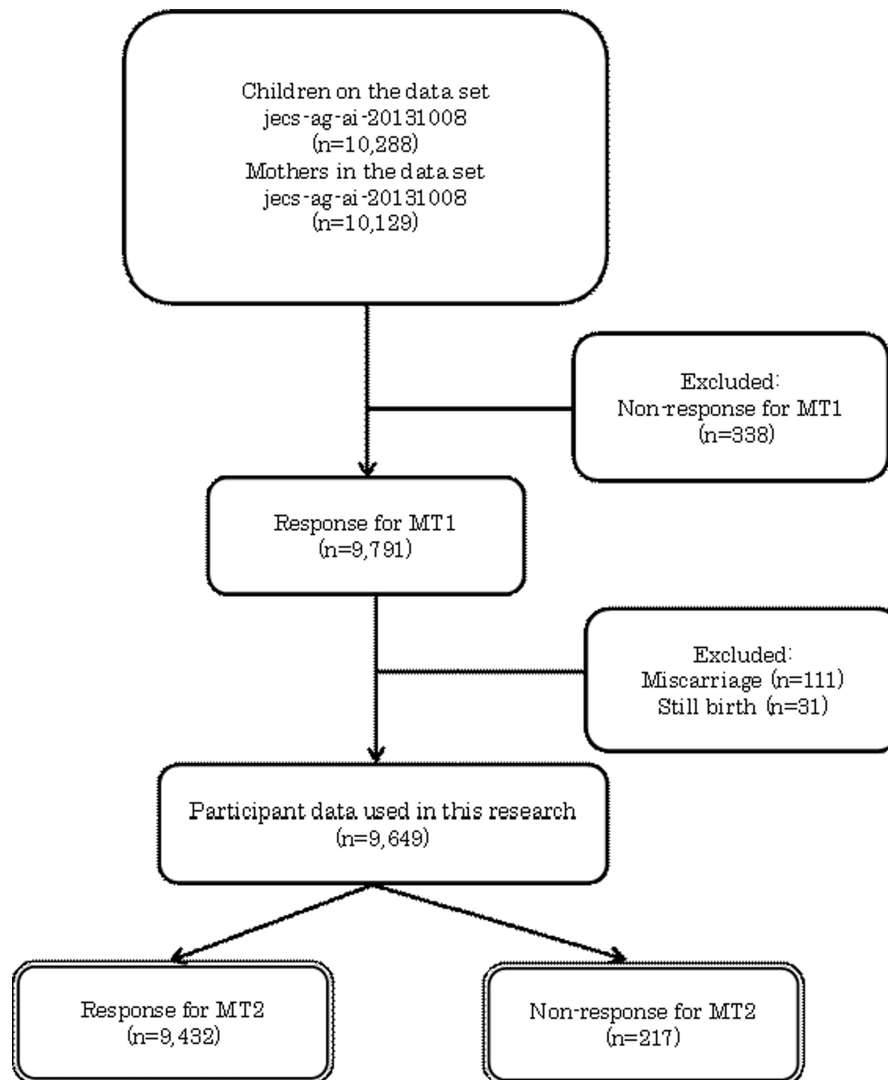 Children on the data set
jecs-ag-ai-20131008
(n=10,288)
Mothers in the data set
jecs-ag-ai-20131008
(n=10,129)
Excluded:
Non-response for MT1
(n=338)
Response for MT1
(n=9,791)
Excluded:
Miscarriage (n=111)
Still birth (n=31)
Participant data used in this research
(n=9,649)
Response for MT2
(n=9,432)
Non-response for MT2
(n=217)